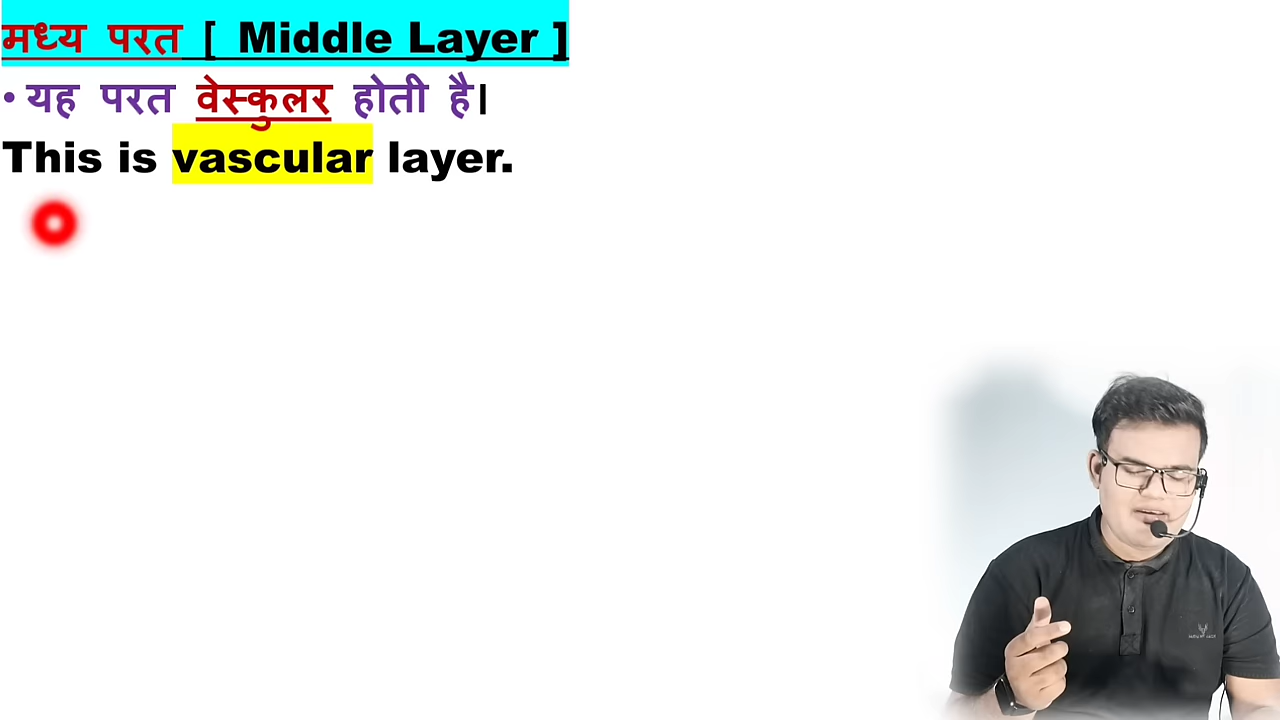 मध्य परत [ Middle Layer ]
• यह परत वेस्कुलर होती है।
This is vascular layer.